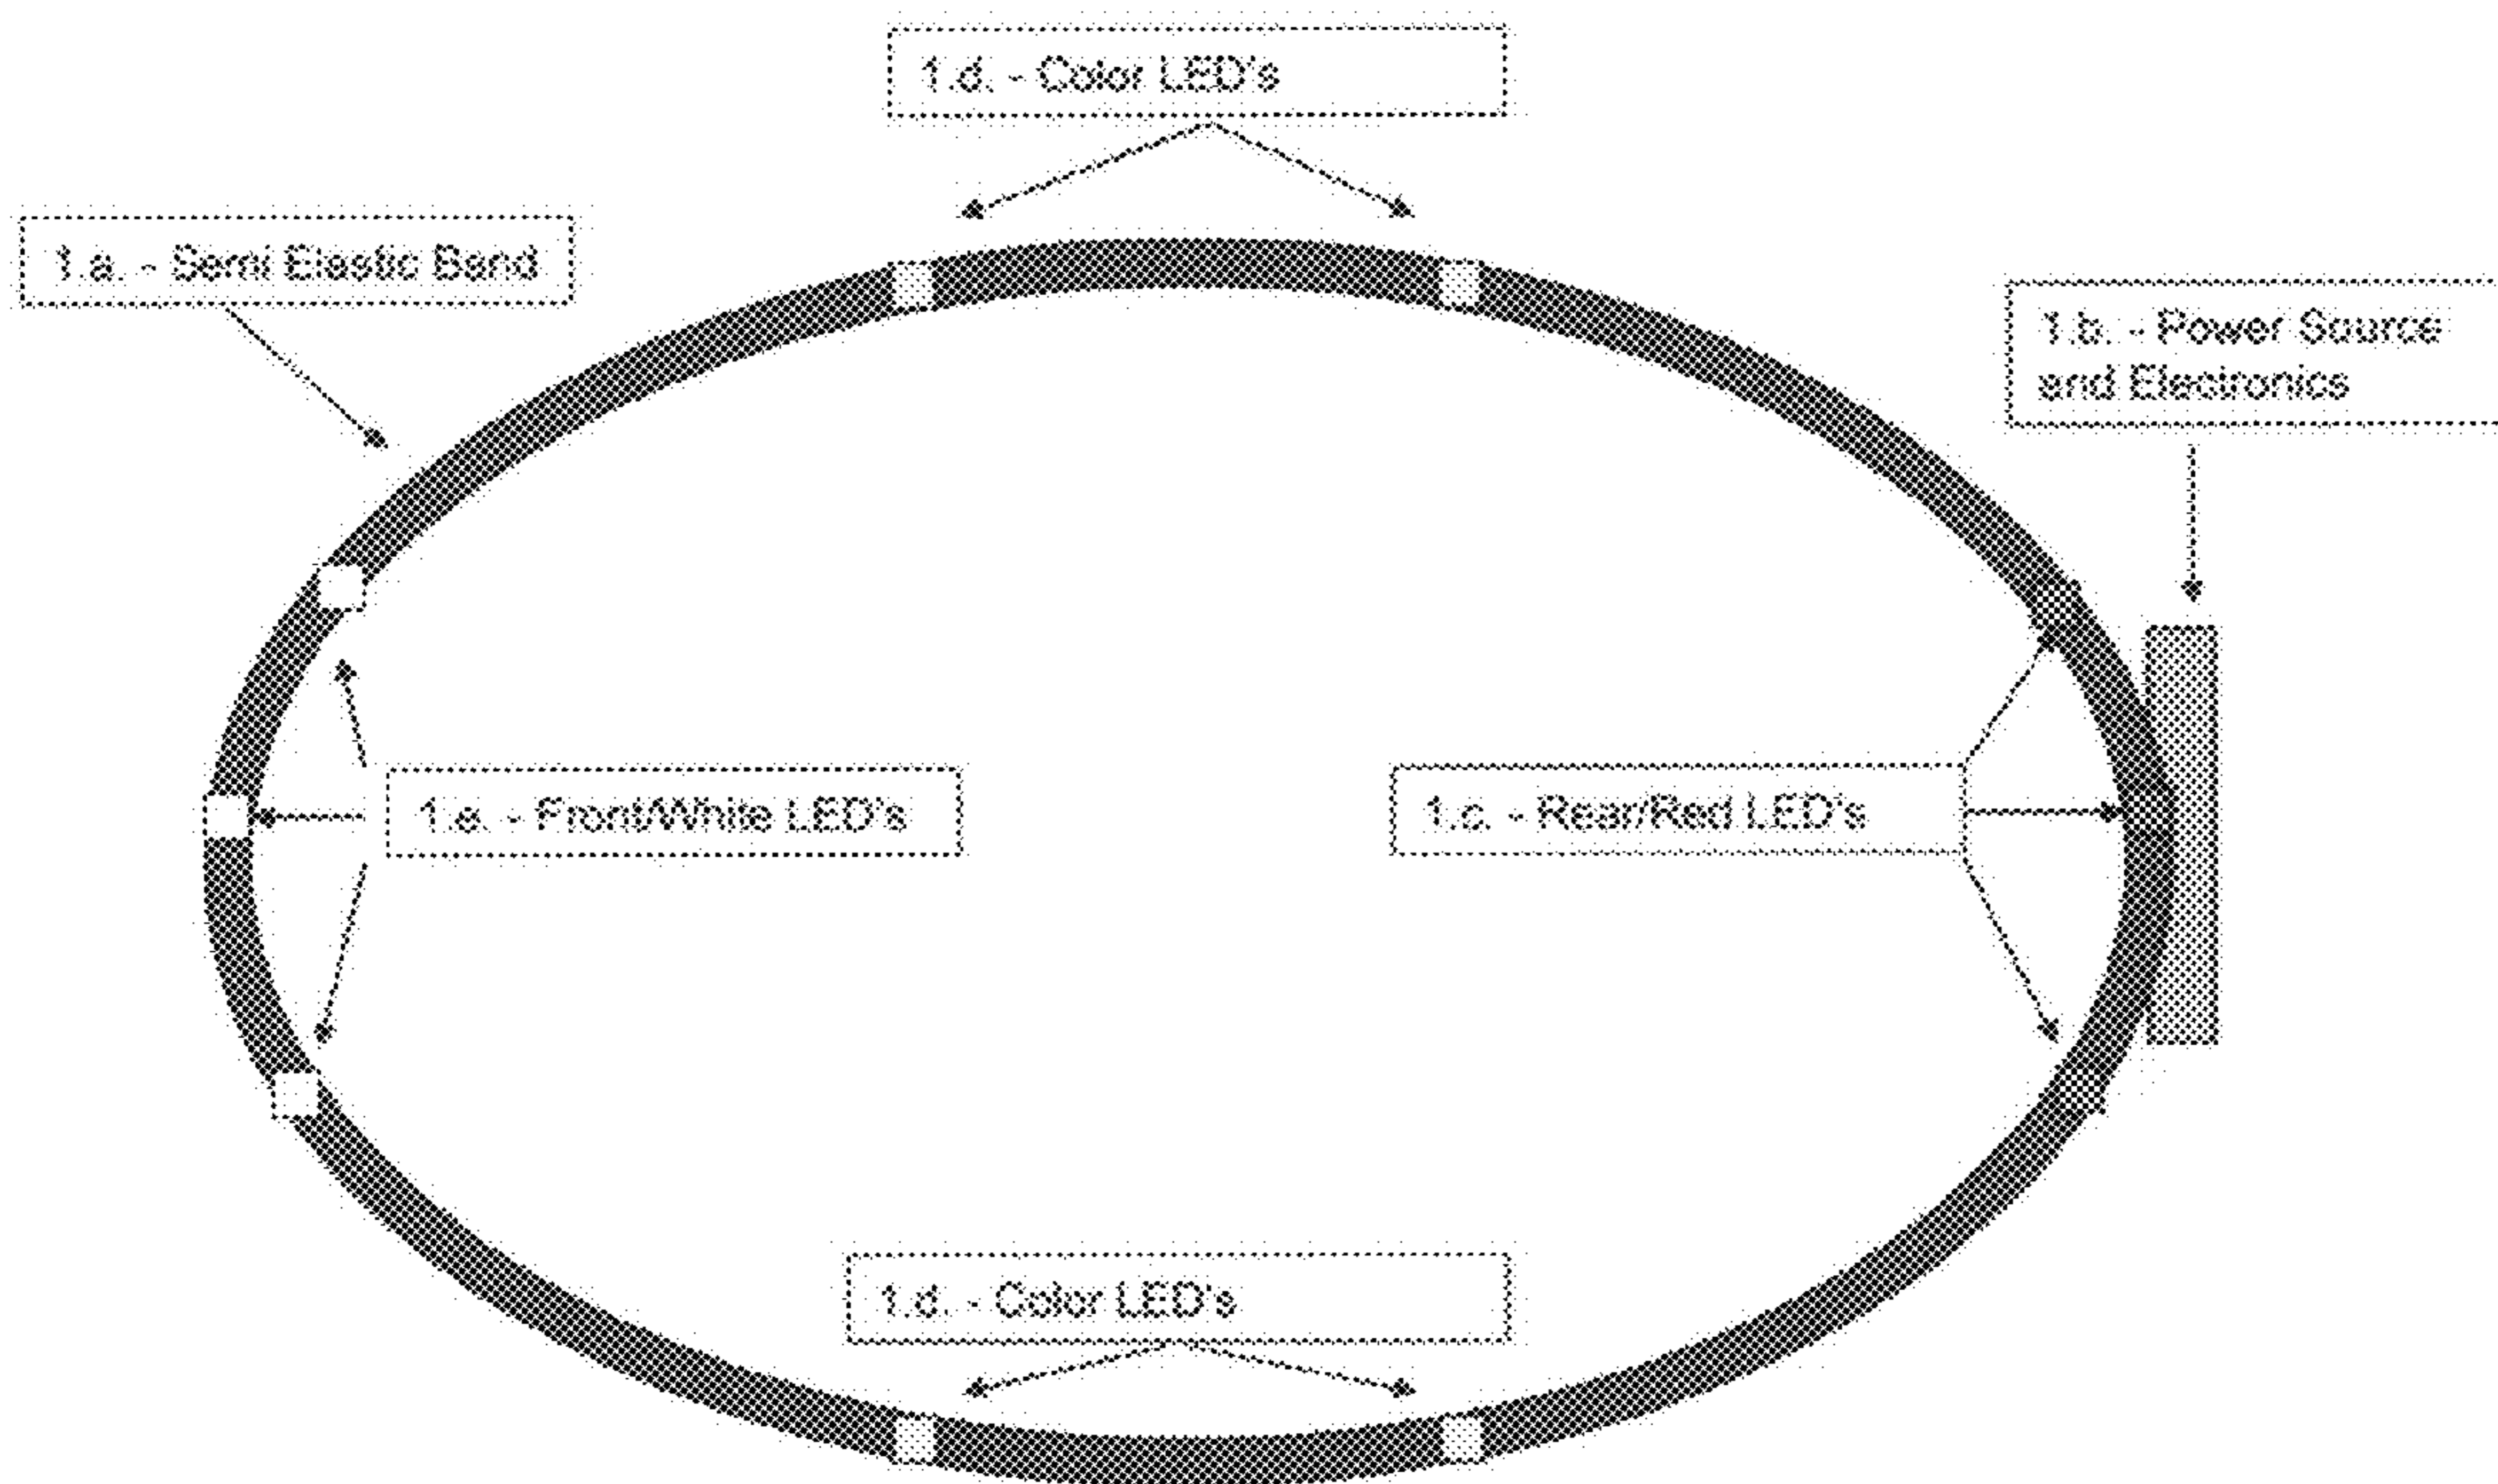 1.d. - Color LED's
1.a. - Semi Elastic Band
1.b. - Power Source
and Electronics
1.e. - Front/White LED's
1.c. - Rear/Red LED's
1.d. - Color LED's